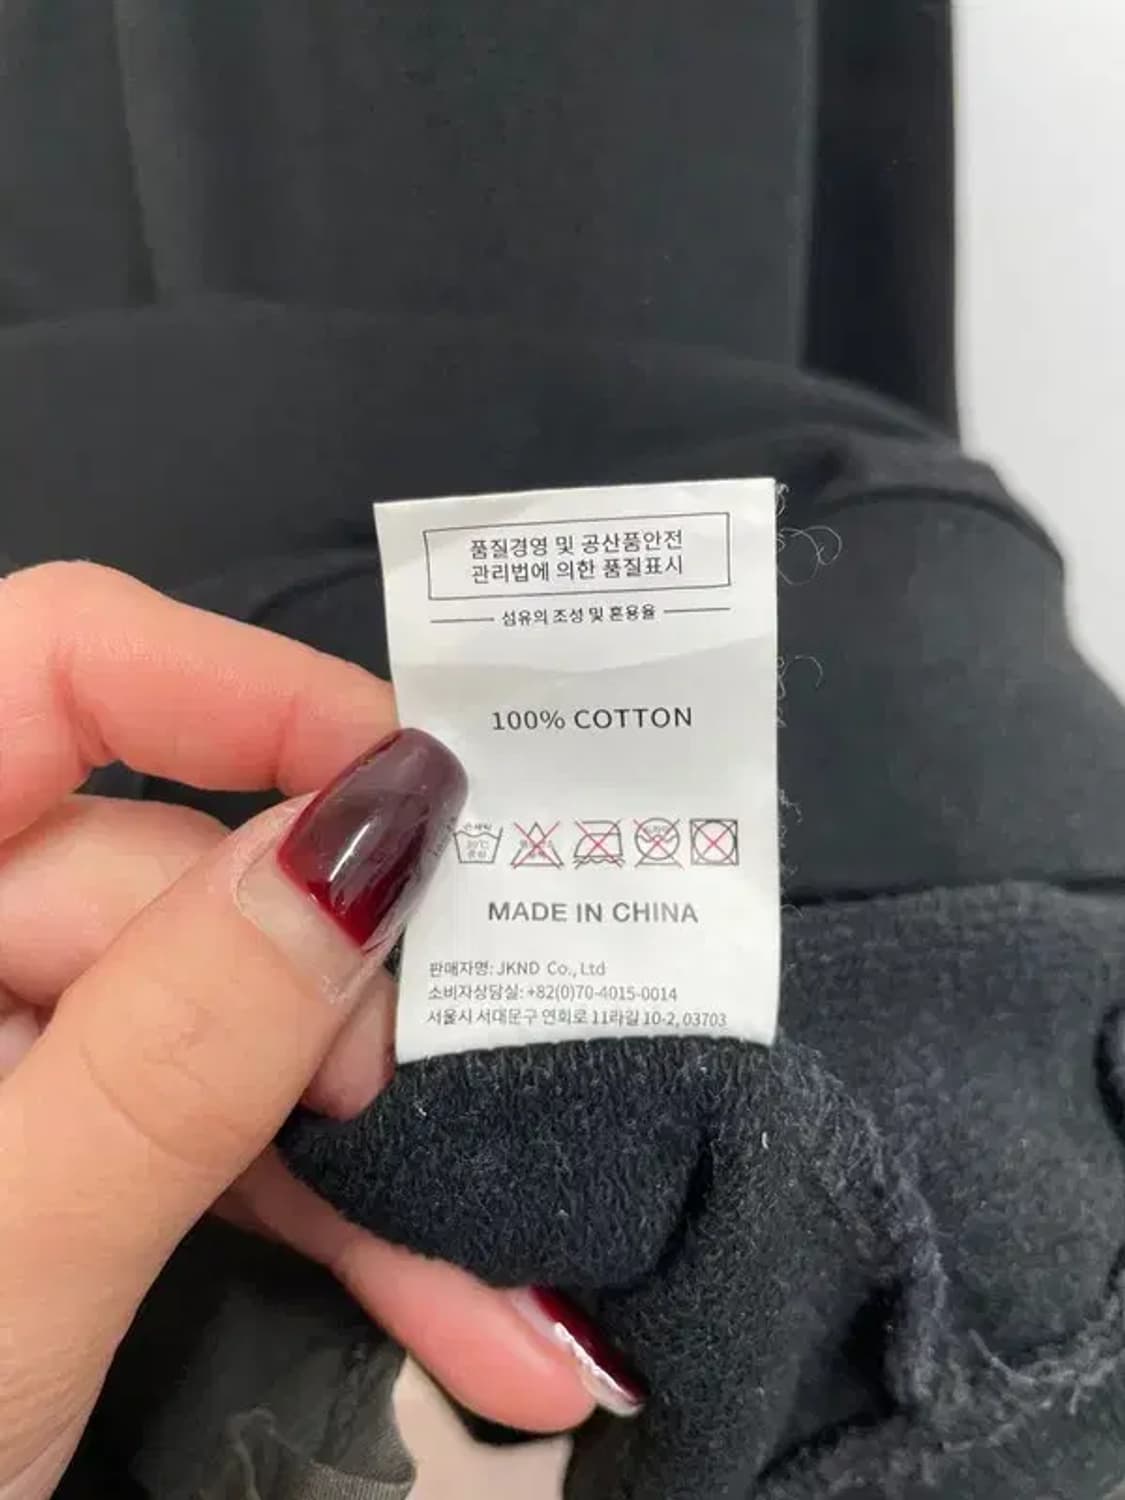 품질경영 및 공산품안전
관리법에 의한 품질표시
섬유의 조성 및 혼용율
100% COTTON
30℃
MADE IN CHINA
판매자명: JKND Co., Ltd
소비자상담실: +82(0)70-4015-0014
서울시 서대문구 연희로 11라길 10-2, 03703